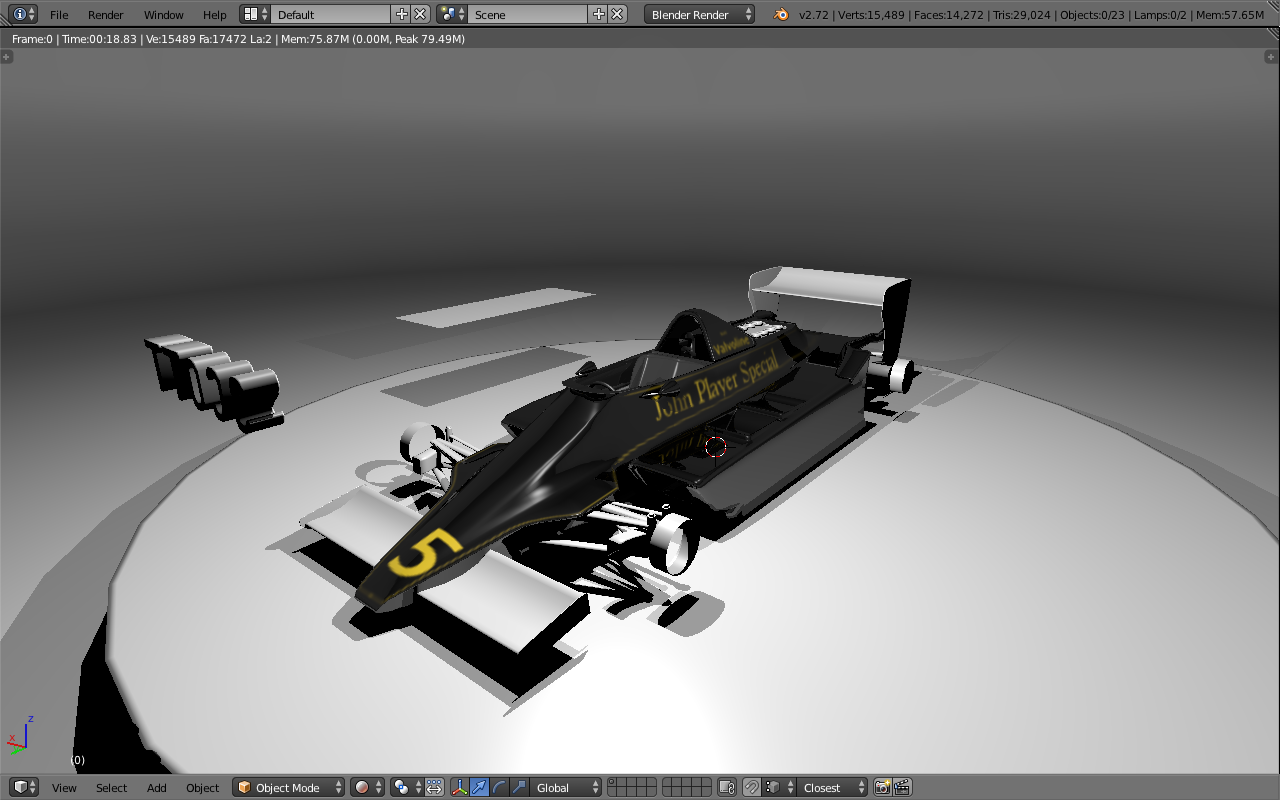 File Render Window Help Default Scene Blender Render v2.72 | Verts:15,489 | Faces:14,272 | Tris:29,024 | Objects:0/23 | Lamps:0/2 | Mem:57.65M
Frame:0 | Time:00:18.83 | Ve:15489 Fa:17472 La:2 | Mem:75.87M (0.00M, Peak 79.49M)
Valvoline
John Player Special
5
z
x
(0)
View Select Add Object Object Mode Global Closest